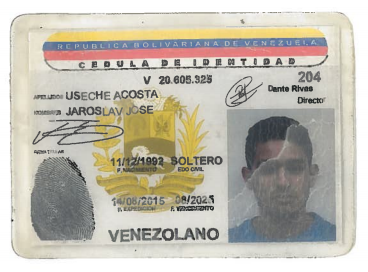 REPUBLICA BOLIVARIANA DE VENEZUELA
CEDULA DE IDENTIDAD
V 20.605.325
204
APELLIDOS USECHE ACOSTA
Dante Rivas
Director
NOMBRES JAROSLAV JOSE
FIRMA TITULAR
11/12/1992 SOLTERO
F. NACIMIENTO EDO CIVIL
14/08/2015 08/2025
F. EXPEDICION F. VENCIMIENTO
VENEZOLANO